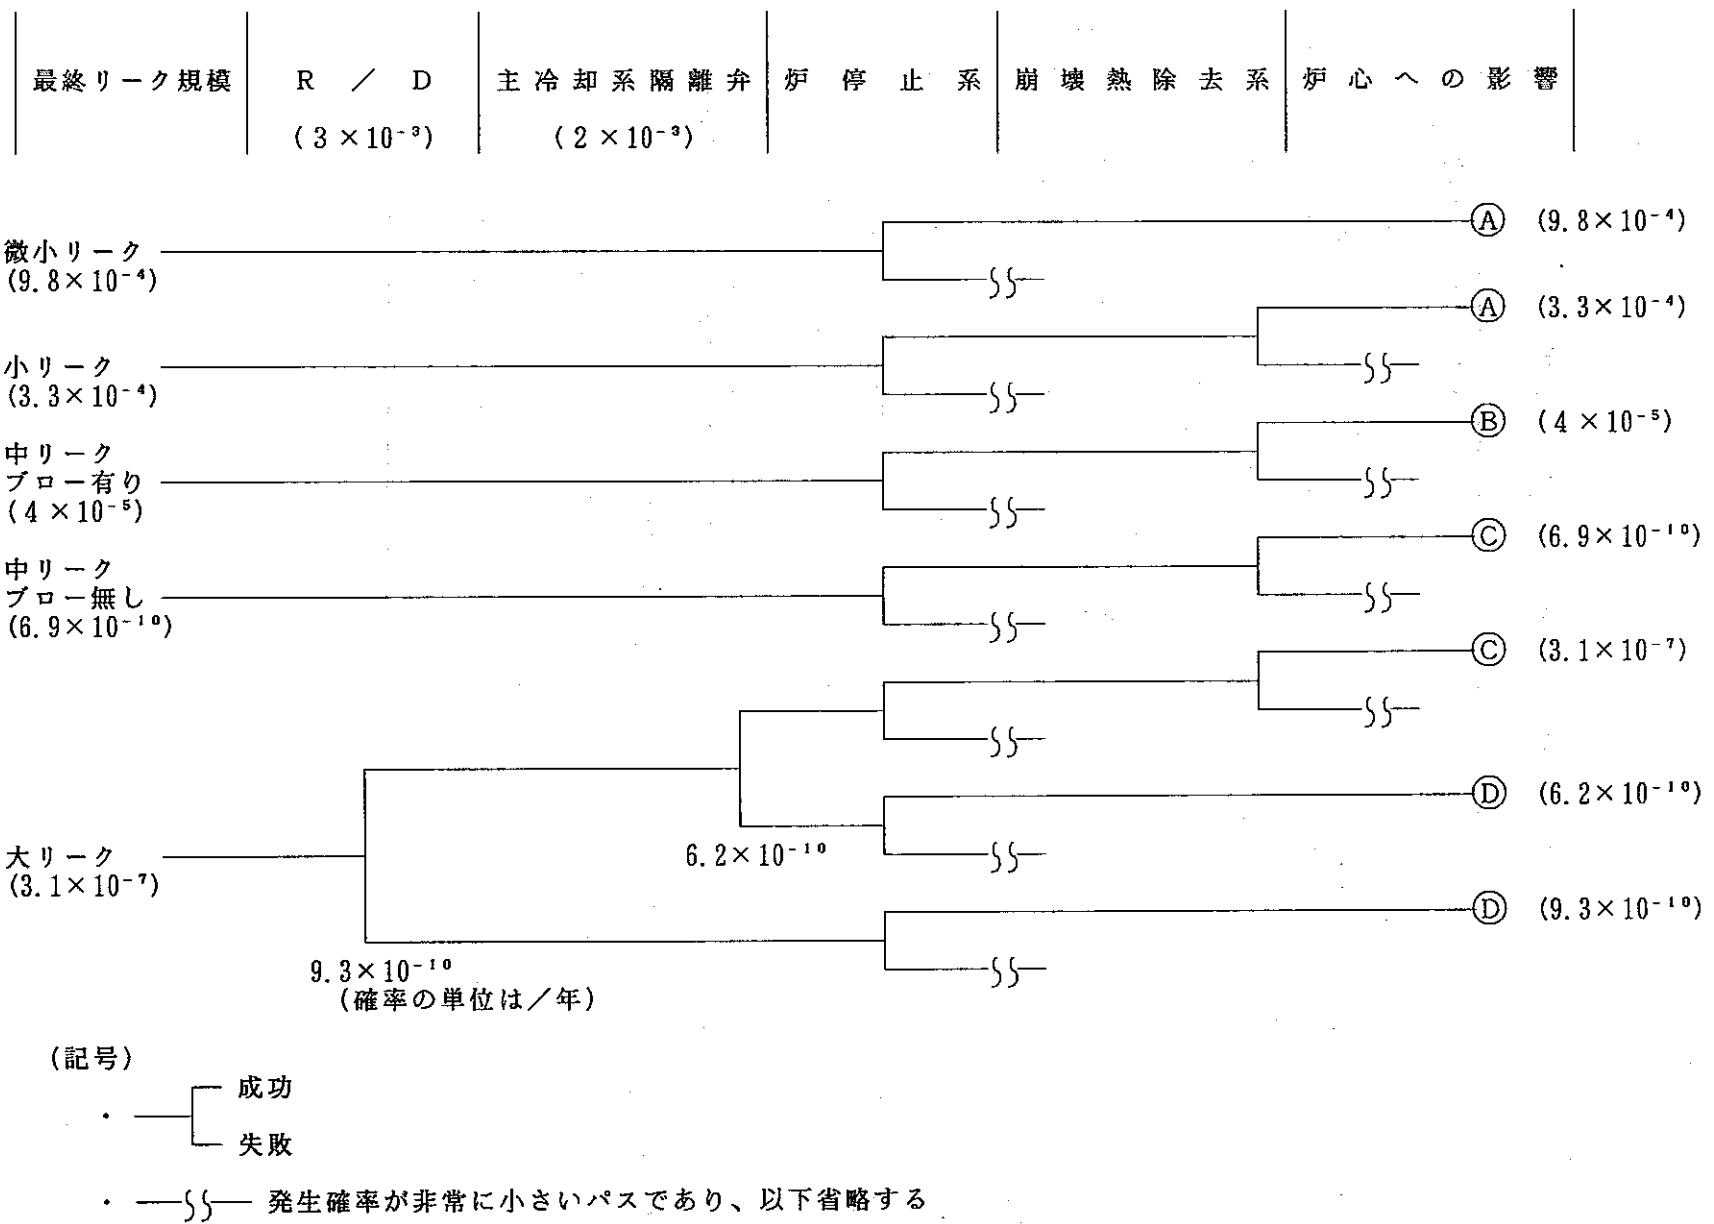 最終リーク規模 R ／ D 主冷却系隔離弁 炉停止系 崩壊熱除去系 炉心への影響
(3×10⁻³) (2×10⁻³)
Ⓐ (9.8×10⁻⁴)
微小リーク
(9.8×10⁻⁴)
Ⓐ (3.3×10⁻⁴)
小リーク
(3.3×10⁻⁴)
Ⓑ (4×10⁻⁵)
中リーク
ブロー有り
(4×10⁻⁵)
Ⓒ (6.9×10⁻¹⁰)
中リーク
ブロー無し
(6.9×10⁻¹⁰)
Ⓒ (3.1×10⁻⁷)
Ⓓ (6.2×10⁻¹⁰)
6.2×10⁻¹⁰
大リーク
(3.1×10⁻⁷)
Ⓓ (9.3×10⁻¹⁰)
9.3×10⁻¹⁰
(確率の単位は／年)
(記号)
・ 成功
失敗
・ 発生確率が非常に小さいパスであり、以下省略する